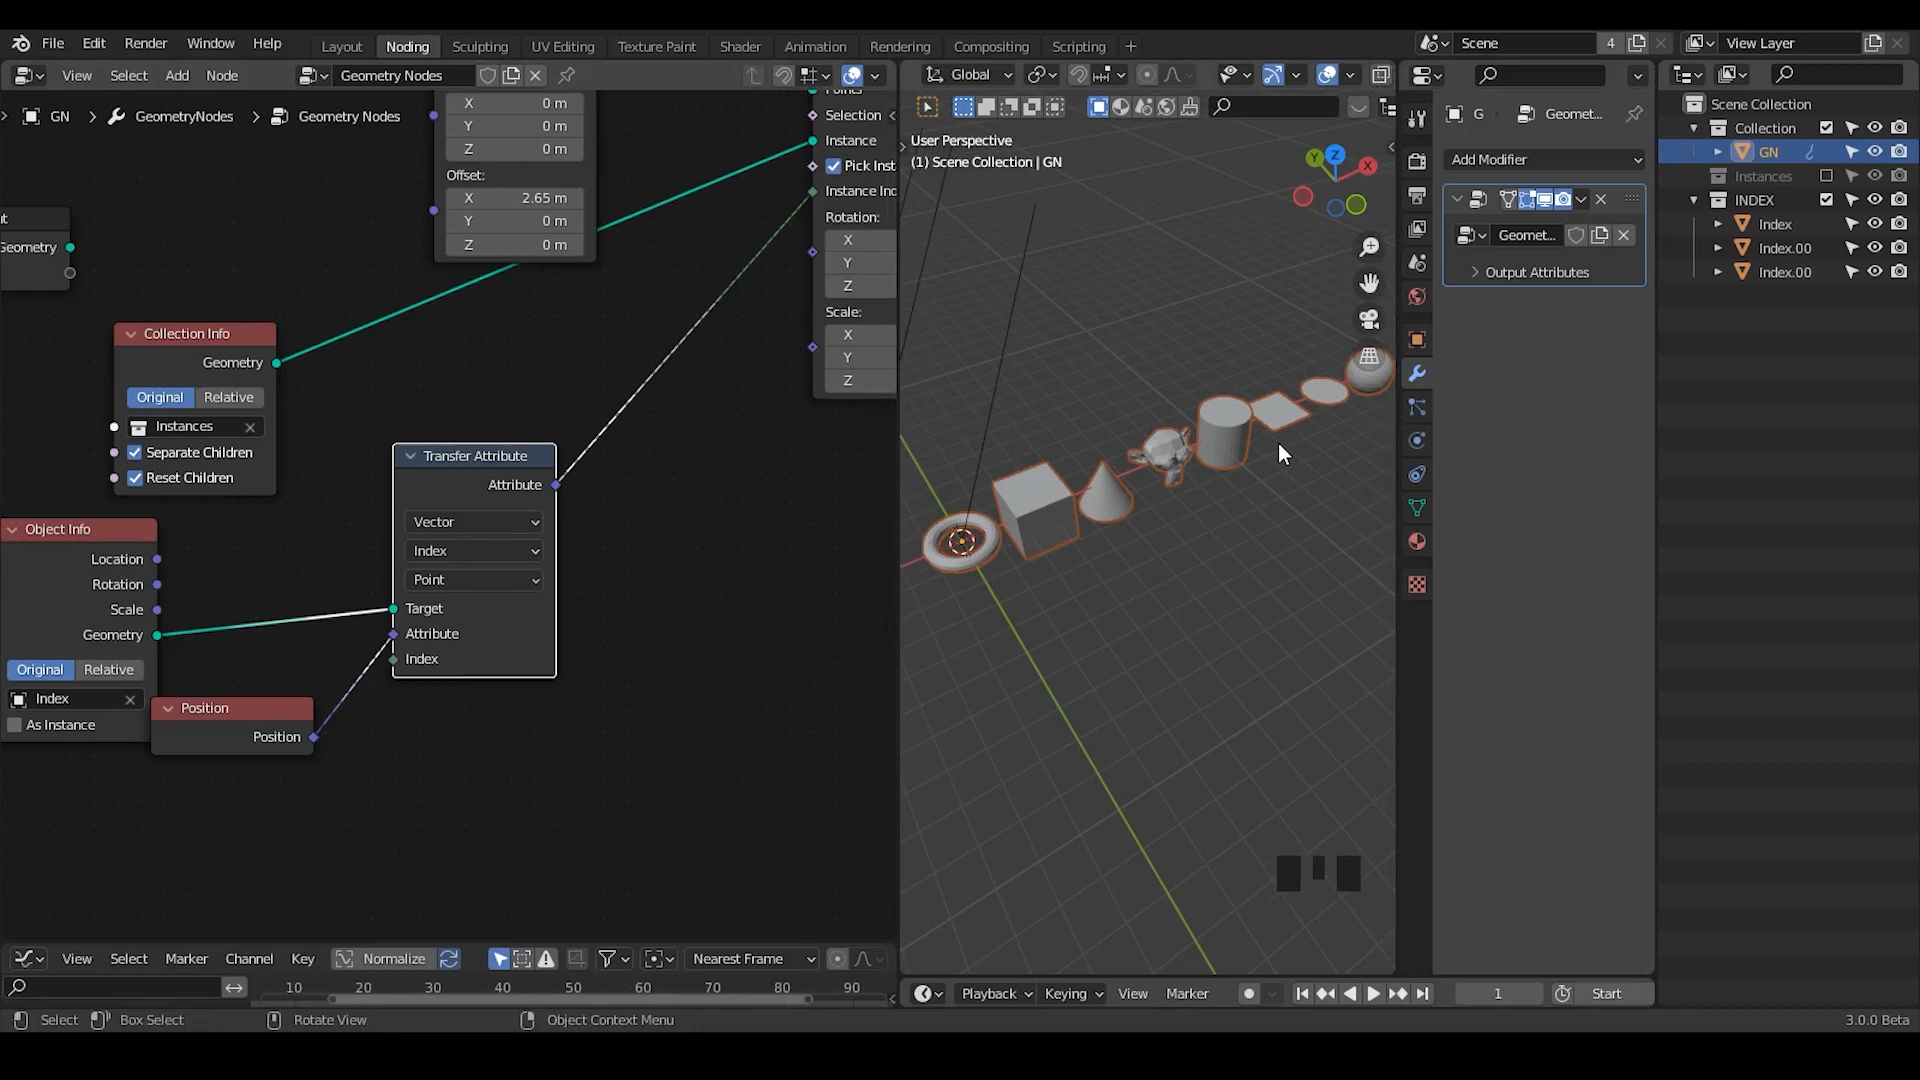 File Edit Render Window Help Layout Noding Sculpting UV Editing Texture Paint Shader Animation Rendering Compositing Scripting + Scene 4 View Layer
View Select Add Node Geometry Nodes Global
GN > GeometryNodes > Geometry Nodes
X 0 m
Y 0 m
Z 0 m
Offset:
X 2.65 m
Y 0 m
Z 0 m
Geometry
Collection Info
Geometry
Original Relative
Instances
Separate Children
Reset Children
Object Info
Location
Rotation
Scale
Geometry
Original Relative
Index
As Instance
Position
Position
Transfer Attribute
Attribute
Vector
Index
Point
Target
Attribute
Index
Selection
Instance
Pick Inst
Instance Ind
Rotation:
X
Y
Z
Scale:
X
Y
Z
User Perspective
(1) Scene Collection | GN
Y Z X
G Geomet...
Add Modifier
Geomet...
Output Attributes
Scene Collection
Collection
GN
Instances
INDEX
Index
Index.00
Index.00
View Select Marker Channel Key Normalize Nearest Frame
10 20 30 40 50 60 70 80 90
Playback Keying View Marker 1 Start
Select Box Select Rotate View Object Context Menu 3.0.0 Beta